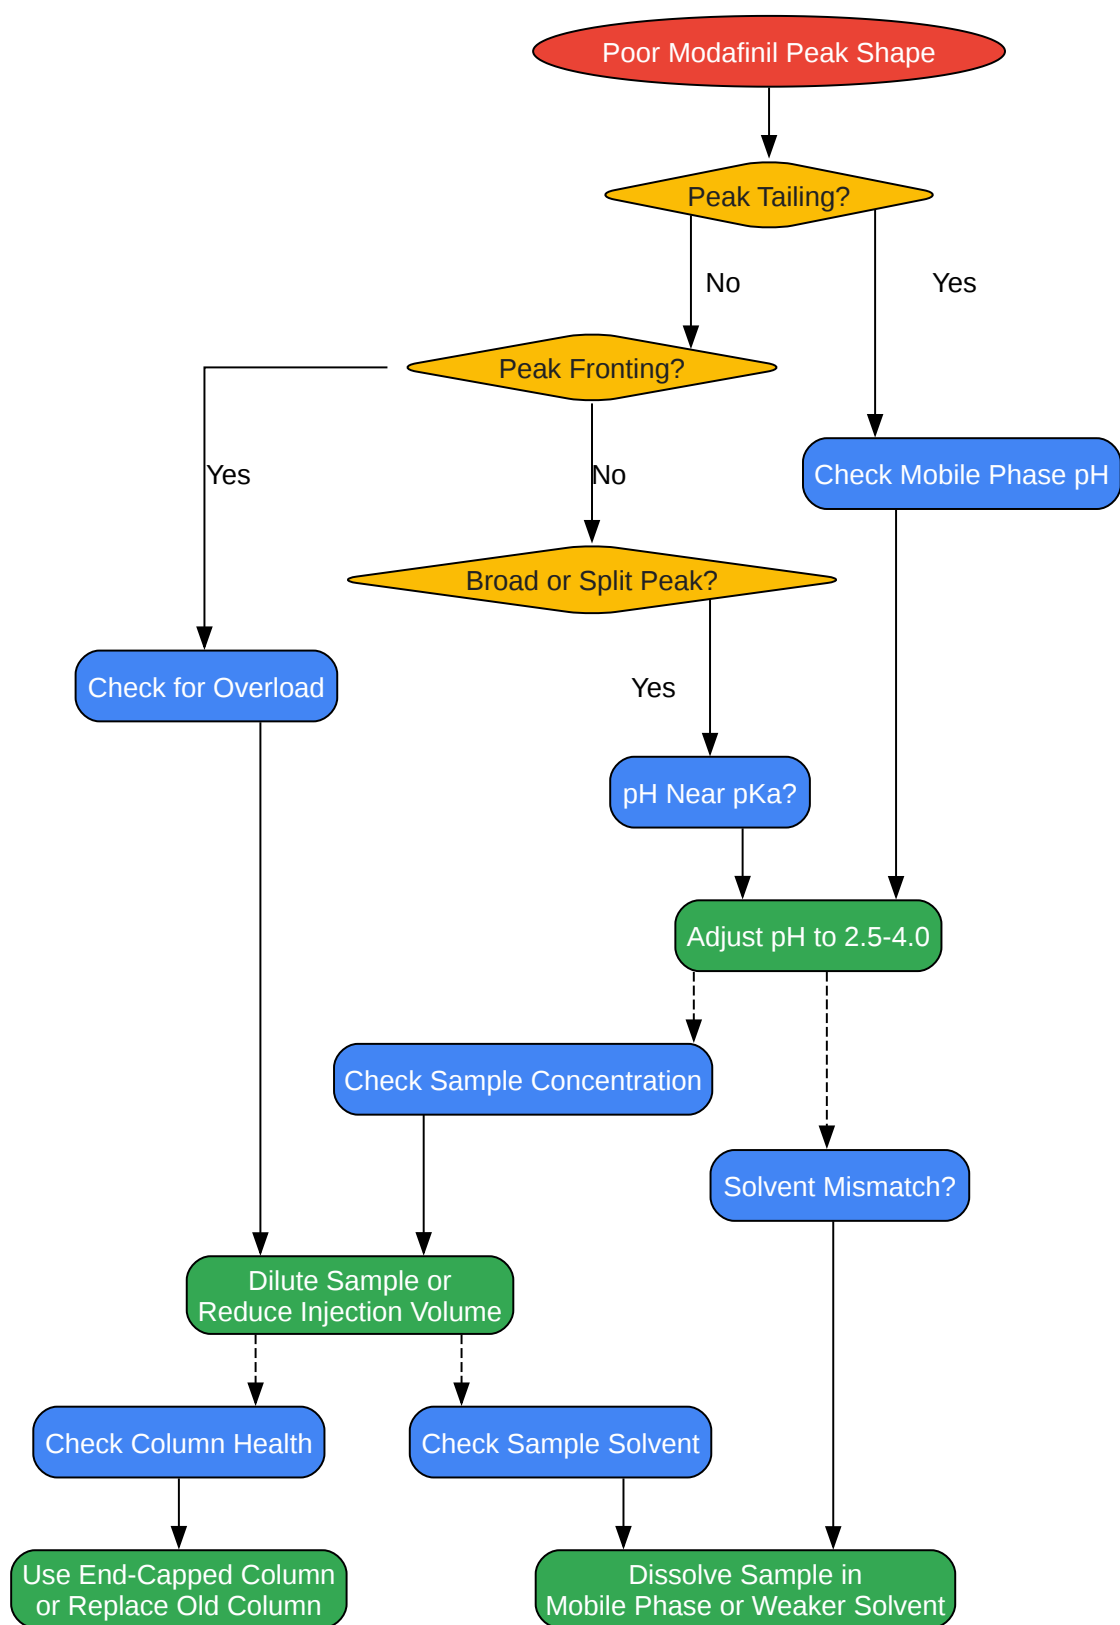 Poor Modafinil Peak Shape
Peak Tailing?
No
Yes
Peak Fronting?
Yes
No
Check Mobile Phase pH
Broad or Split Peak?
Check for Overload
Yes
pH Near pKa?
Adjust pH to 2.5-4.0
Check Sample Concentration
Solvent Mismatch?
Dilute Sample or
Reduce Injection Volume
Check Column Health
Check Sample Solvent
Use End-Capped Column
or Replace Old Column
Dissolve Sample in
Mobile Phase or Weaker Solvent